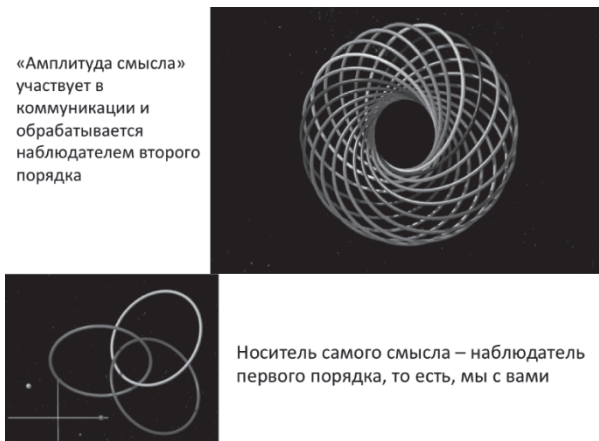 «Амплитуда смысла»
участвует в
коммуникации и
обрабатывается
наблюдателем второго
порядка
Носитель самого смысла – наблюдатель
первого порядка, то есть, мы с вами